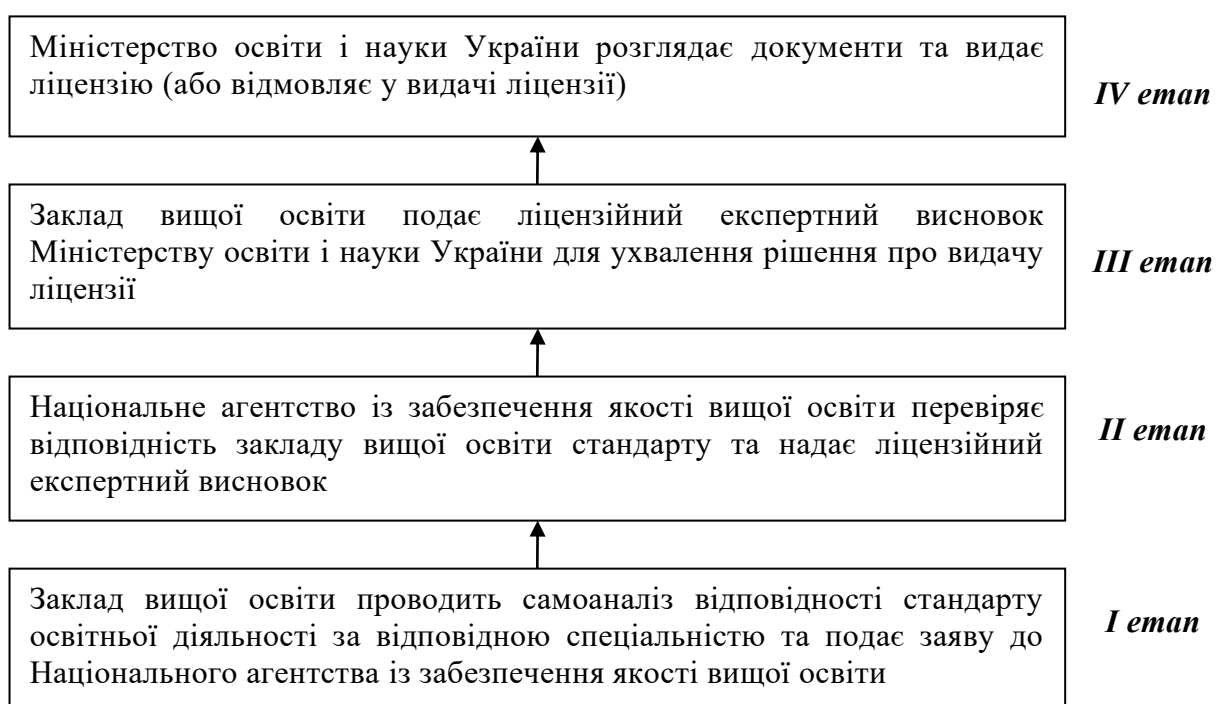 Міністерство освіти і науки України розглядає документи та видає
ліцензію (або відмовляє у видачі ліцензії)
IV етап
Заклад вищої освіти подає ліцензійний експертний висновок
Міністерству освіти і науки України для ухвалення рішення про видачу
ліцензії
III етап
Національне агентство із забезпечення якості вищої освіти перевіряє
відповідність закладу вищої освіти стандарту та надає ліцензійний
експертний висновок
II етап
Заклад вищої освіти проводить самоаналіз відповідності стандарту
освітньої діяльності за відповідною спеціальністю та подає заяву до
Національного агентства із забезпечення якості вищої освіти
I етап